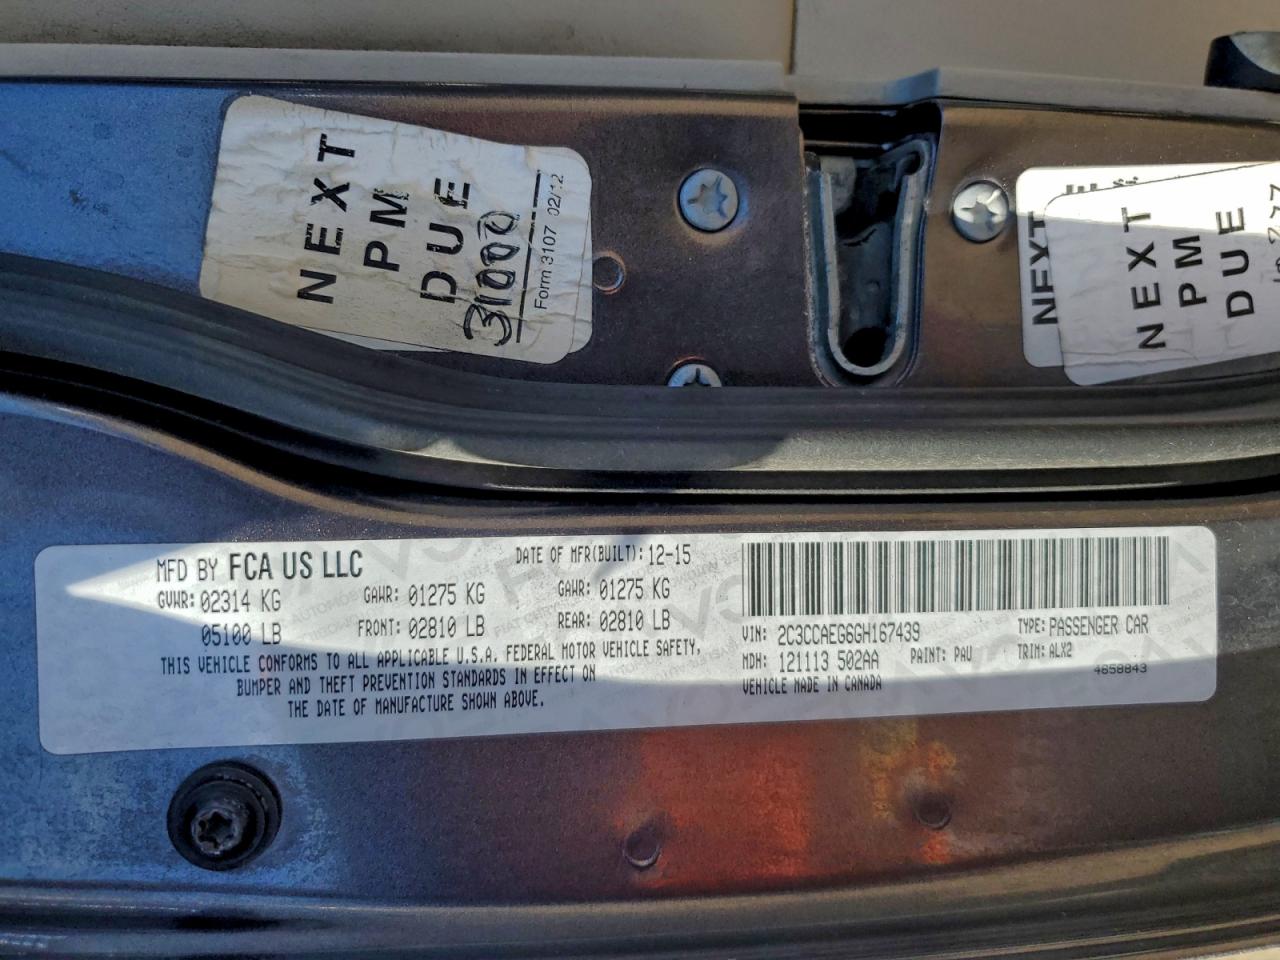 NEXT
PM
DUE
31000
Form 3107 02/12
NEXT
NEXT
PM
DUE
MFD BY FCA US LLC
DATE OF MFR(BUILT): 12-15
GVWR: 02314 KG
GAWR: 01275 KG
GAWR: 01275 KG
05100 LB
FRONT: 02810 LB
REAR: 02810 LB
THIS VEHICLE CONFORMS TO ALL APPLICABLE U.S.A. FEDERAL MOTOR VEHICLE SAFETY,
BUMPER AND THEFT PREVENTION STANDARDS IN EFFECT ON
THE DATE OF MANUFACTURE SHOWN ABOVE.
VIN: 2C3CCAEG6GH167439
TYPE: PASSENGER CAR
MDH: 121113 502AA
PAINT: PAU
TRIM: ALX2
VEHICLE MADE IN CANADA
4658843